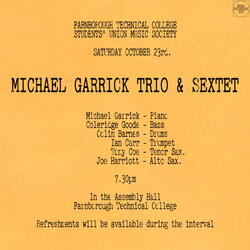 FARNBOROUGH TECHNICAL COLLEGE
STUDENTS' UNION MUSIC SOCIETY
SATURDAY OCTOBER 23rd.
MICHAEL GARRICK TRIO & SEXTET
Michael Garrick - Piano
Coleridge Goode - Bass
Colin Barnes - Drums
Ian Carr - Trumpet
Tony Coe - Tenor Sax.
Joe Harriott - Alto Sax.
7.30pm
In the Assembly Hall
Farnborough Technical College
Refreshments will be available during the interval